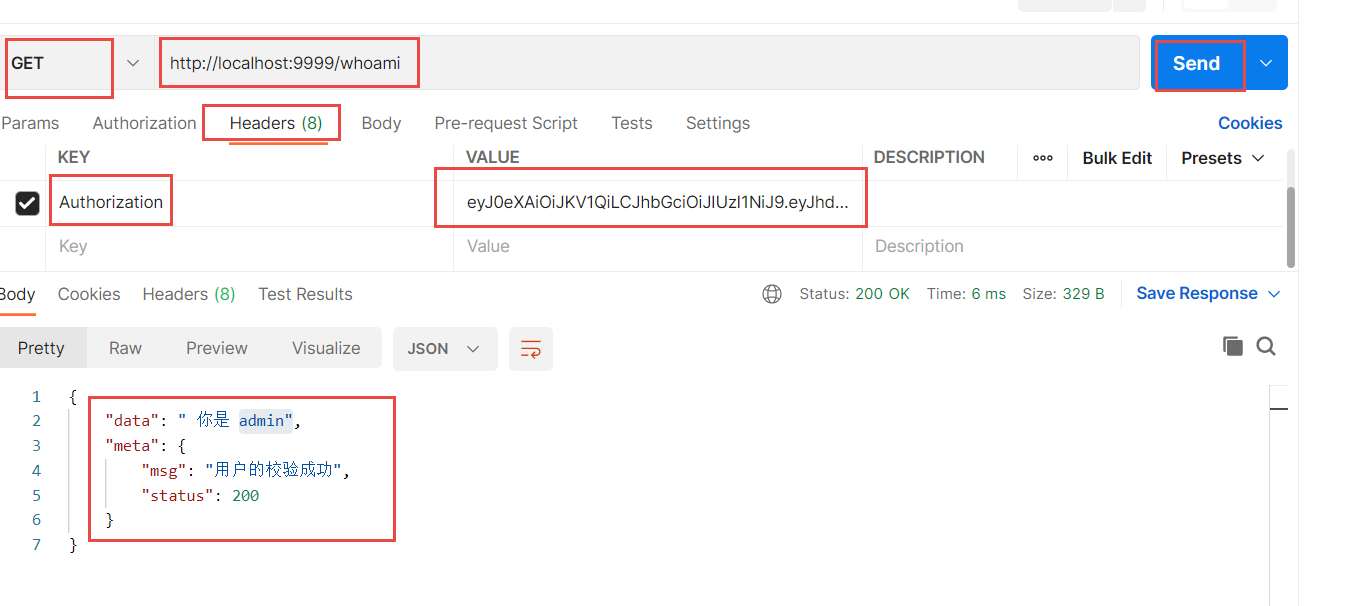 GET http://localhost:9999/whoami Send
Params Authorization Headers (8) Body Pre-request Script Tests Settings Cookies
KEY VALUE DESCRIPTION ooo Bulk Edit Presets
Authorization eyJ0eXAiOiJKV1QiLCJhbGciOiJIUzI1NiJ9.eyJhd...
Key Value Description
Body Cookies Headers (8) Test Results Status: 200 OK Time: 6 ms Size: 329 B Save Response
Pretty Raw Preview Visualize JSON
1 {
2 "data": " 你是 admin",
3 "meta": {
4 "msg": "用户的校验成功",
5 "status": 200
6 }
7 }